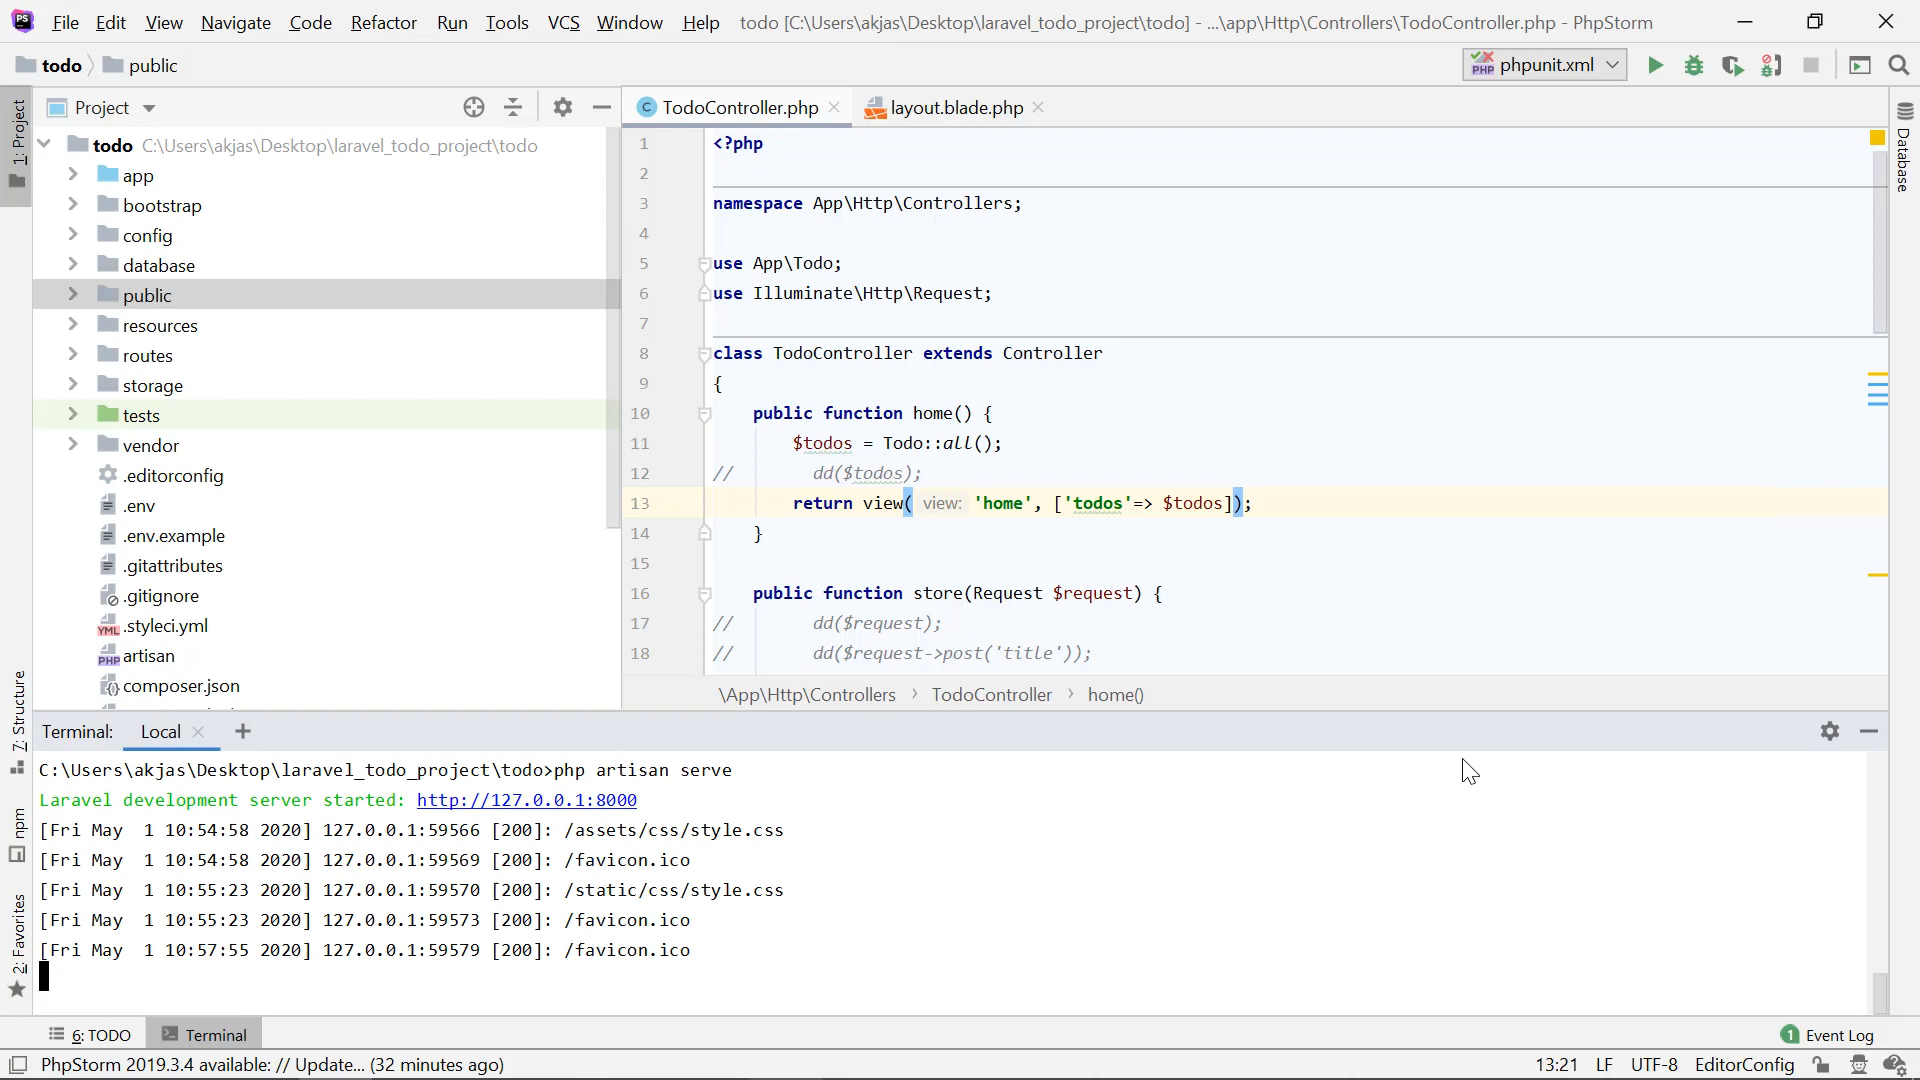 File Edit View Navigate Code Refactor Run Tools VCS Window Help todo [C:\Users\akjas\Desktop\laravel_todo_project\todo] - ...\app\Http\Controllers\TodoController.php - PhpStorm
todo public
phpunit.xml
1: Project
Project
TodoController.php
layout.blade.php
Database
todo C:\Users\akjas\Desktop\laravel_todo_project\todo
app
bootstrap
config
database
public
resources
routes
storage
tests
vendor
.editorconfig
.env
.env.example
.gitattributes
.gitignore
.styleci.yml
artisan
composer.json
1 <?php
2
3 namespace App\Http\Controllers;
4
5 use App\Todo;
6 use Illuminate\Http\Request;
7
8 class TodoController extends Controller
9 {
10 public function home() {
11 $todos = Todo::all();
12 // dd($todos);
13 return view( view: 'home', ['todos'=> $todos]);
14 }
15
16 public function store(Request $request) {
17 // dd($request);
18 // dd($request->post('title'));
\App\Http\Controllers › TodoController › home()
7: Structure
npm
2: Favorites
Terminal: Local
C:\Users\akjas\Desktop\laravel_todo_project\todo>php artisan serve
Laravel development server started: http://127.0.0.1:8000
[Fri May  1 10:54:58 2020] 127.0.0.1:59566 [200]: /assets/css/style.css
[Fri May  1 10:54:58 2020] 127.0.0.1:59569 [200]: /favicon.ico
[Fri May  1 10:55:23 2020] 127.0.0.1:59570 [200]: /static/css/style.css
[Fri May  1 10:55:23 2020] 127.0.0.1:59573 [200]: /favicon.ico
[Fri May  1 10:57:55 2020] 127.0.0.1:59579 [200]: /favicon.ico
6: TODO Terminal 1 Event Log
PhpStorm 2019.3.4 available: // Update... (32 minutes ago) 13:21 LF UTF-8 EditorConfig